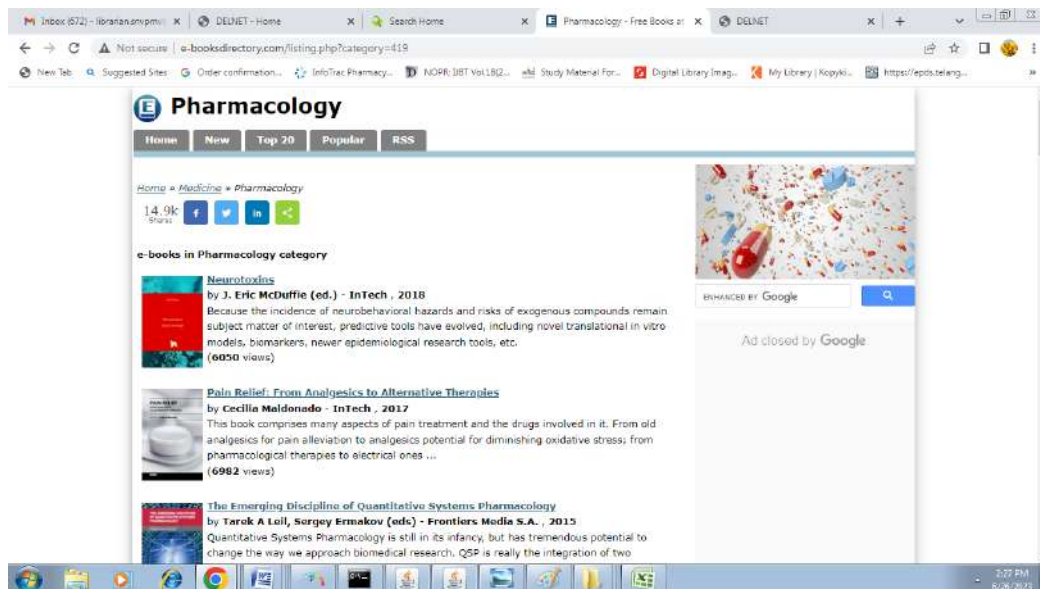 Inbox (672) - librarian.snvpmv
DELNET - Home
Search Home
Pharmacology - Free Books at
DELNET
Not secure | e-booksdirectory.com/listing.php?category=419
New Tab
Suggested Sites
Order confirmation...
InfoTrac Pharmacy...
NOPR: IJBT Vol.18(2...
Study Material For...
Digital Library Imag...
My Library | Kopyki...
https://epds.telang...
E Pharmacology
Home New Top 20 Popular RSS
Home » Medicine » Pharmacology
14.9k
Shares
e-books in Pharmacology category
Neurotoxins
by J. Eric McDuffie (ed.) - InTech , 2018
Because the incidence of neurobehavioral hazards and risks of exogenous compounds remain
subject matter of interest, predictive tools have evolved, including novel translational in vitro
models, biomarkers, newer epidemiological research tools, etc.
(6050 views)
Pain Relief: From Analgesics to Alternative Therapies
by Cecilia Maldonado - InTech , 2017
This book comprises many aspects of pain treatment and the drugs involved in it. From old
analgesics for pain alleviation to analgesics potential for diminishing oxidative stress; from
pharmacological therapies to electrical ones ...
(6982 views)
The Emerging Discipline of Quantitative Systems Pharmacology
by Tarek A Leil, Sergey Ermakov (eds) - Frontiers Media S.A. , 2015
Quantitative Systems Pharmacology is still in its infancy, but has tremendous potential to
change the way we approach biomedical research. QSP is really the integration of two
ENHANCED BY Google
Ad closed by Google
2:27 PM
6/26/2023